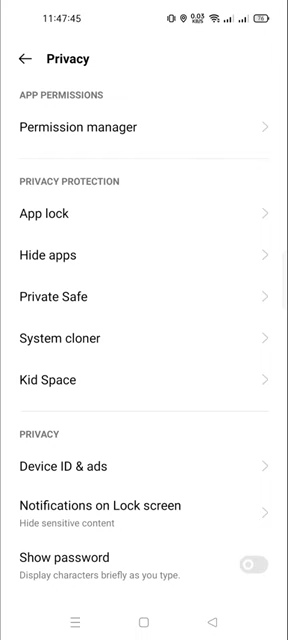 11:47:45
0.03
KB/S
76
Privacy
APP PERMISSIONS
Permission manager
PRIVACY PROTECTION
App lock
Hide apps
Private Safe
System cloner
Kid Space
PRIVACY
Device ID & ads
Notifications on Lock screen
Hide sensitive content
Show password
Display characters briefly as you type.